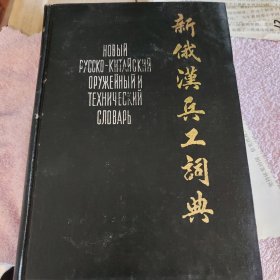 НОВЫЙ
РУССКО-КИТАЙСКИЙ
ОРУЖЕЙНЫЙ И
ТЕХНИЧЕСКИЙ
СЛОВАРЬ
新俄漢兵工詞典